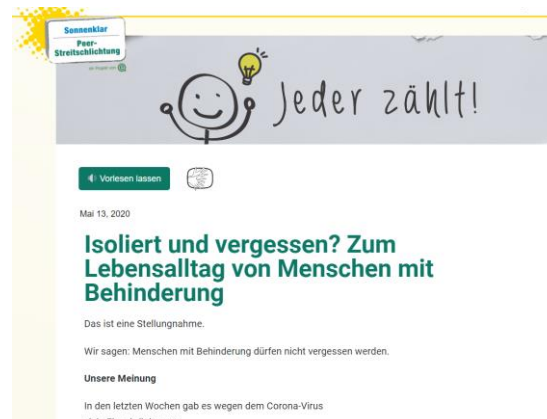 Sonnenklar
Peer-
Streitschlichtung
Jeder zählt!
Vorlesen lassen
Mai 13, 2020
Isoliert und vergessen? Zum
Lebensalltag von Menschen mit
Behinderung
Das ist eine Stellungnahme.
Wir sagen: Menschen mit Behinderung dürfen nicht vergessen werden.
Unsere Meinung
In den letzten Wochen gab es wegen dem Corona-Virus